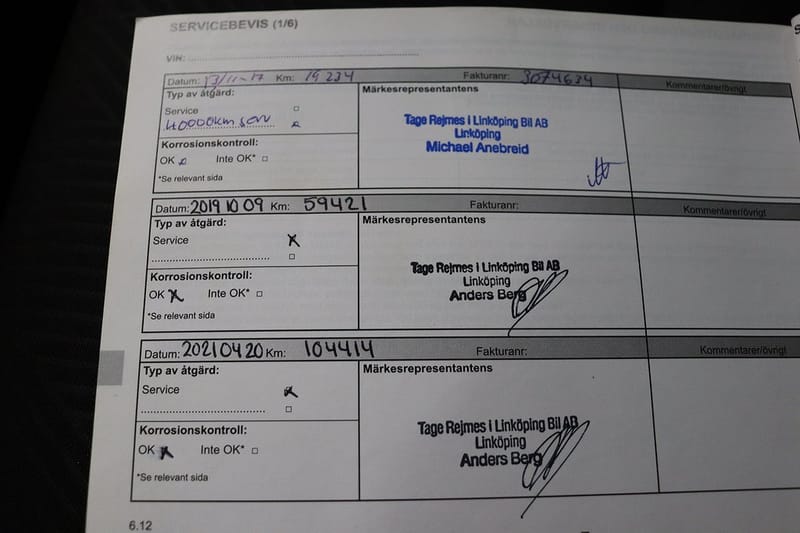 SERVICEBEVIS (1/6)
VIN:
Datum: 13/11-17 Km: 19 234 Fakturanr: 3074634 Kommentarer/övrigt
Typ av åtgärd: Märkesrepresentantens
Service
40000km serv
Tage Rejmes i Linköping Bil AB
Linköping
Michael Anebreid
Korrosionskontroll:
OK Inte OK*
*Se relevant sida
Datum: 2019 10 09 Km: 59421 Fakturanr: Kommentarer/övrigt
Typ av åtgärd: Märkesrepresentantens
Service
Tage Rejmes i Linköping Bil AB
Linköping
Anders Berg
Korrosionskontroll:
OK Inte OK*
*Se relevant sida
Datum: 2021 04 20 Km: 104414 Fakturanr: Kommentarer/övrigt
Typ av åtgärd: Märkesrepresentantens
Service
Tage Rejmes i Linköping Bil AB
Linköping
Anders Berg
Korrosionskontroll:
OK Inte OK*
*Se relevant sida
6.12